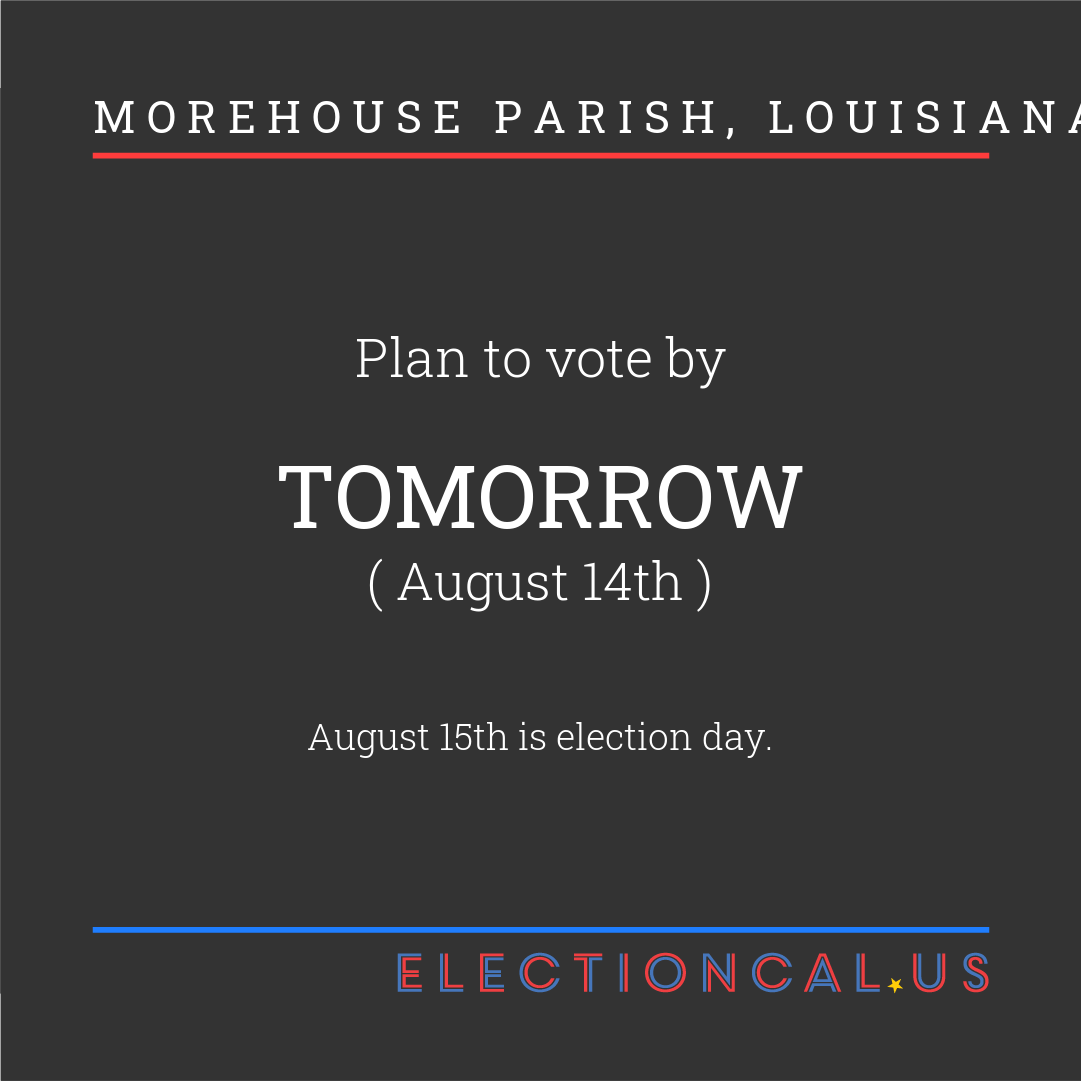 MOREHOUSE PARISH, LOUISIANA
Plan to vote by
TOMORROW
( August 14th )
August 15th is election day.
ELECTIONCAL.US